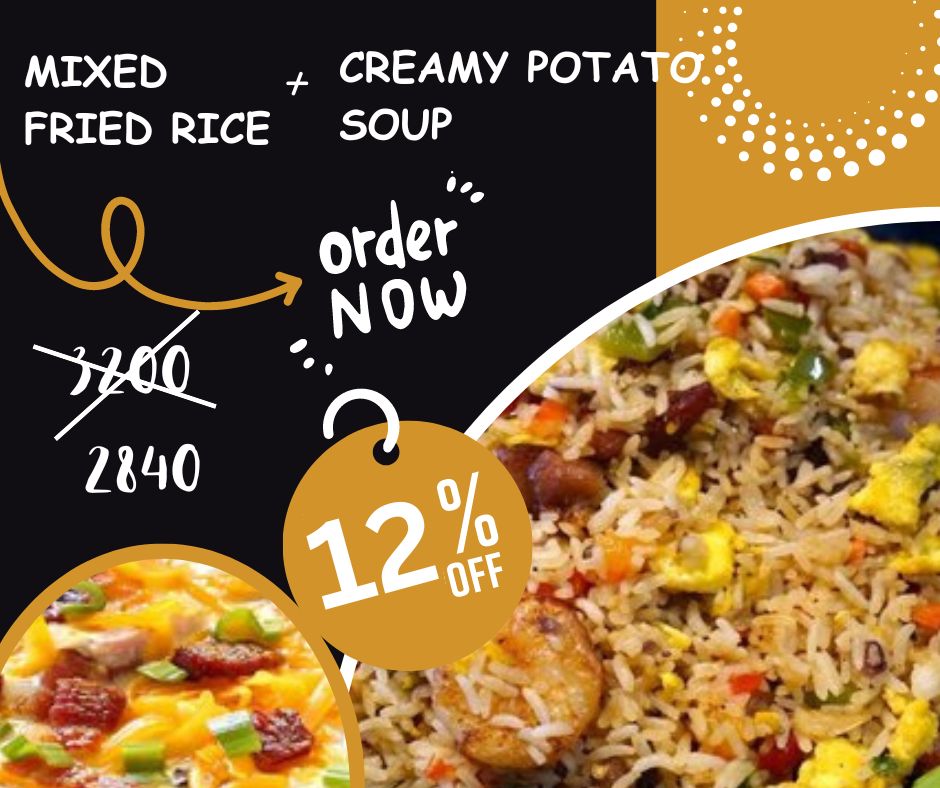 MIXED
FRIED RICE
+
CREAMY POTATO
SOUP
order
NOW
3200
2840
12%
OFF